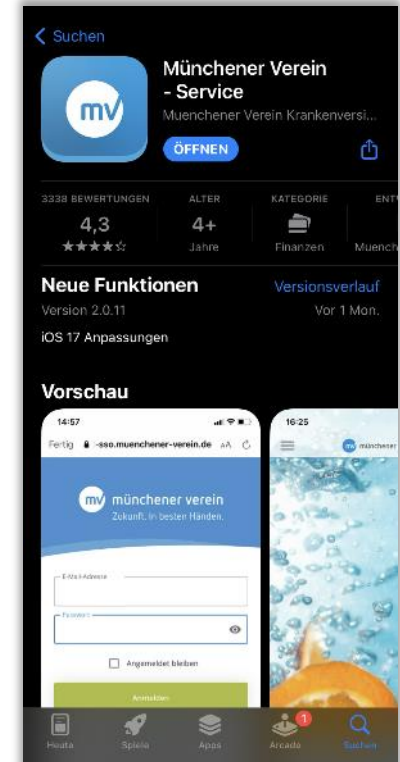 Suchen
mv
Münchener Verein
- Service
Muenchener Verein Krankenversi...
ÖFFNEN
3338 BEWERTUNGEN ALTER KATEGORIE ENTW
4,3 4+
Jahre Finanzen Muench
Neue Funktionen Versionsverlauf
Version 2.0.11 Vor 1 Mon.
iOS 17 Anpassungen
Vorschau
14:57 16:25
Fertig -sso.muenchener-verein.de AA münchener
mv münchener verein
Zukunft. In besten Händen.
E-Mail-Adresse
Passwort
Angemeldet bleiben
Anmelden
1
Heute Spiele Apps Arcade Suchen